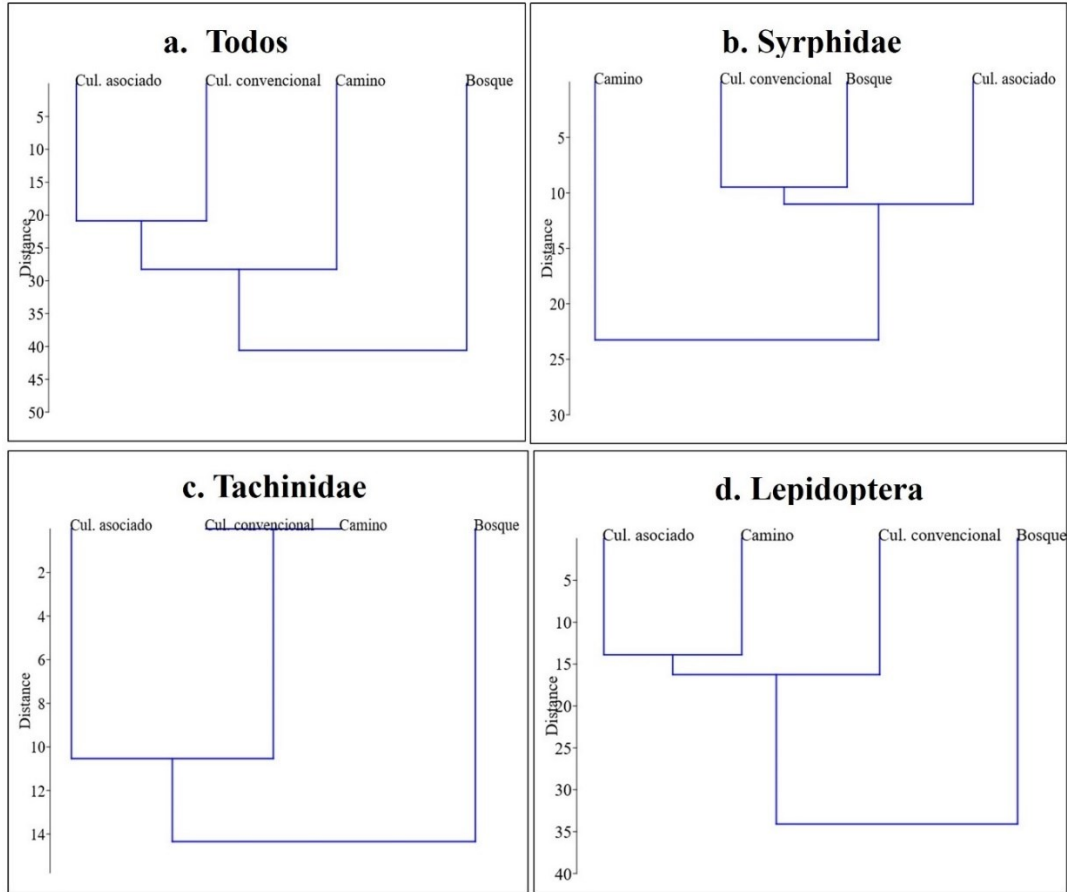 a. Todos
Cul. asociado Cul. convencional Camino Bosque
5
10
15
20
25
30
35
40
45
50
Distance
b. Syrphidae
Camino Cul. convencional Bosque Cul. asociado
5
10
15
20
25
30
Distance
c. Tachinidae
Cul. asociado Cul. convencional Camino Bosque
2
4
6
8
10
12
14
Distance
d. Lepidoptera
Cul. asociado Camino Cul. convencional Bosque
5
10
15
20
25
30
35
40
Distance